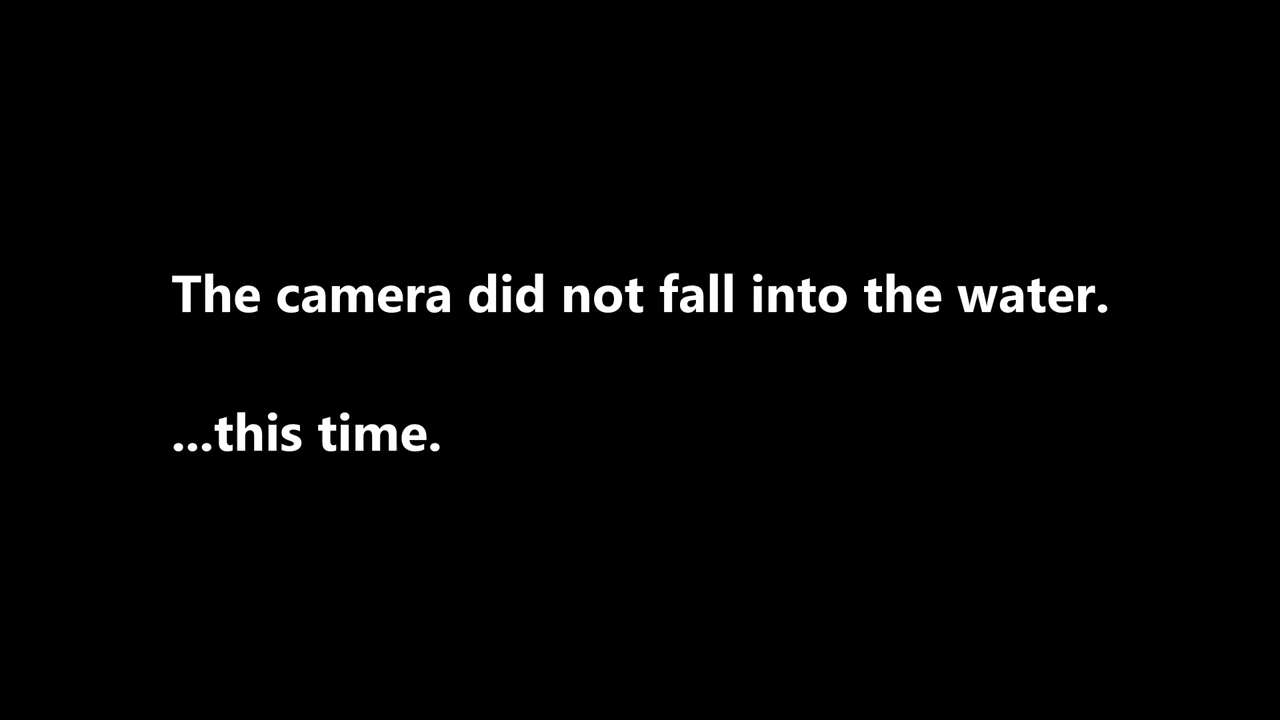 The camera did not fall into the water.
...this time.